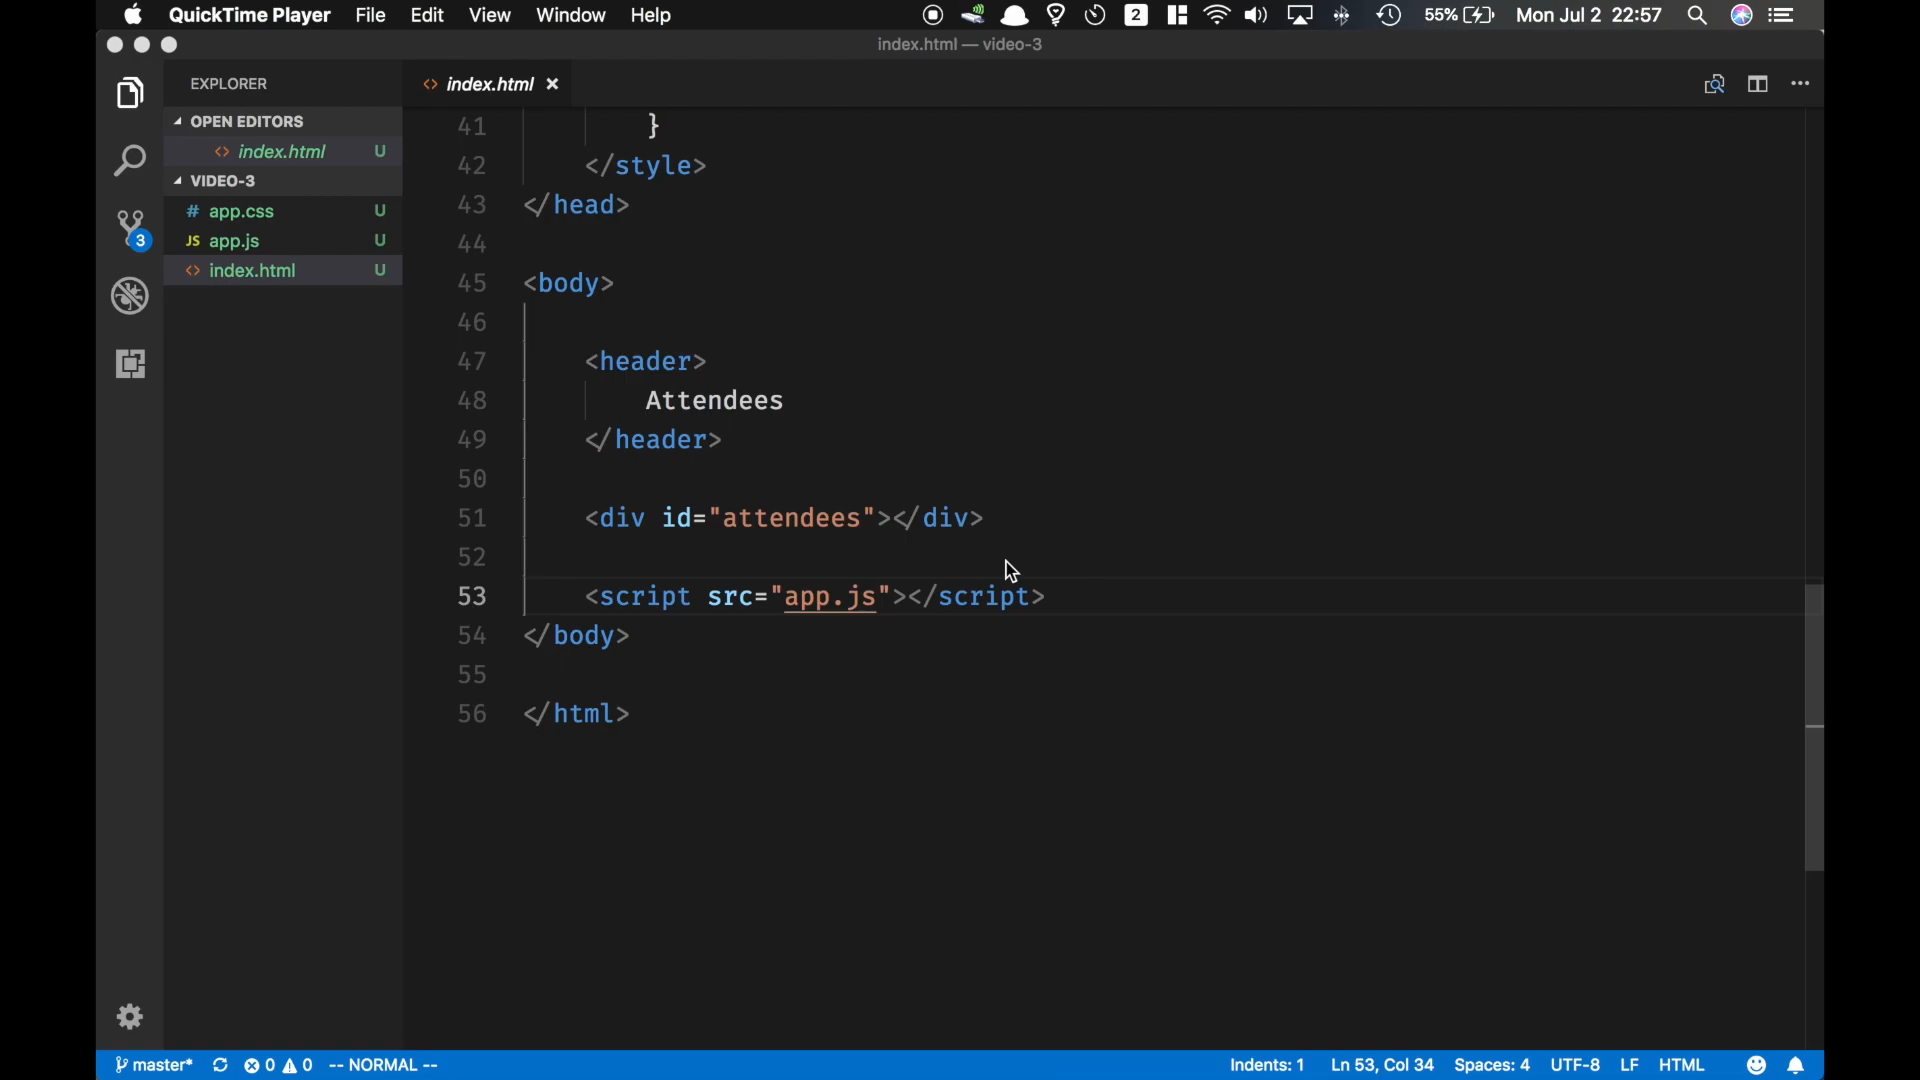 QuickTime Player File Edit View Window Help 2 55% Mon Jul 2 22:57
index.html — video-3
EXPLORER
index.html
OPEN EDITORS
index.html U
VIDEO-3
# app.css U
JS app.js U
index.html U
3
41 }
42 </style>
43 </head>
44
45 <body>
46
47 <header>
48 Attendees
49 </header>
50
51 <div id="attendees"></div>
52
53 <script src="app.js"></script>
54 </body>
55
56 </html>
master* 0 0 -- NORMAL -- Indents: 1 Ln 53, Col 34 Spaces: 4 UTF-8 LF HTML